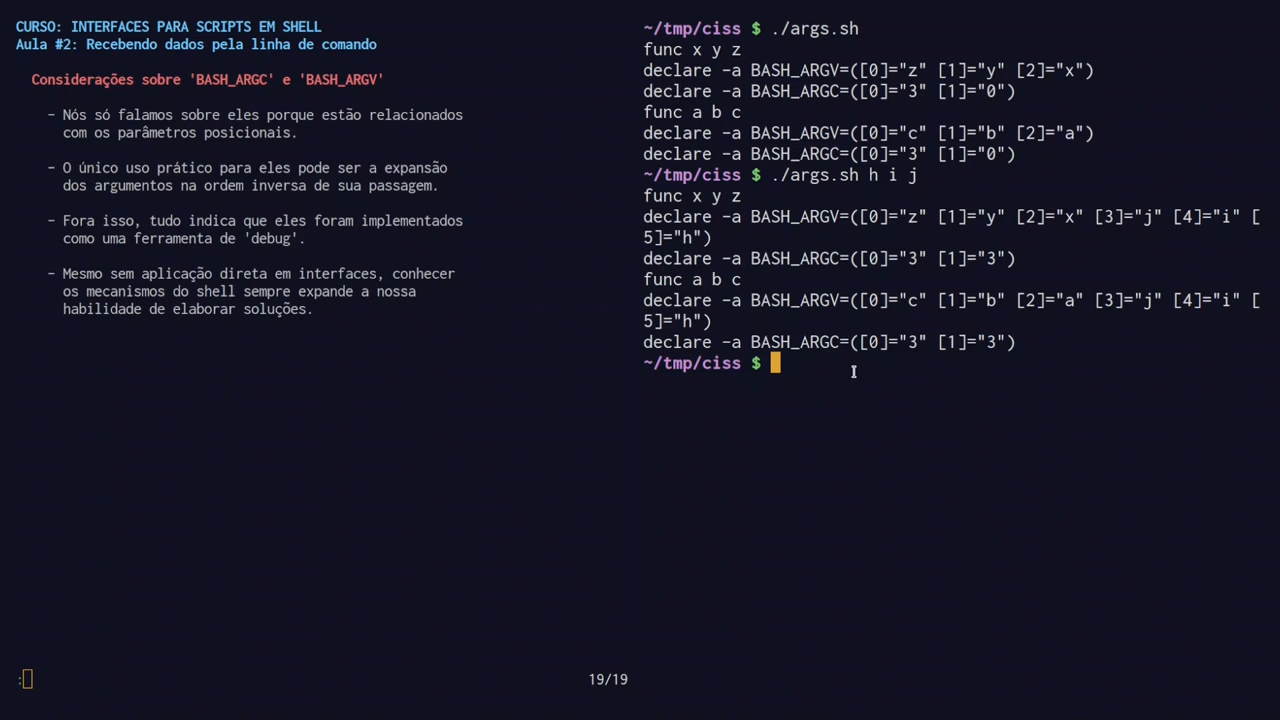 CURSO: INTERFACES PARA SCRIPTS EM SHELL
Aula #2: Recebendo dados pela linha de comando
Considerações sobre 'BASH_ARGC' e 'BASH_ARGV'
- Nós só falamos sobre eles porque estão relacionados
com os parâmetros posicionais.
- O único uso prático para eles pode ser a expansão
dos argumentos na ordem inversa de sua passagem.
- Fora isso, tudo indica que eles foram implementados
como uma ferramenta de 'debug'.
- Mesmo sem aplicação direta em interfaces, conhecer
os mecanismos do shell sempre expande a nossa
habilidade de elaborar soluções.
:
19/19
~/tmp/ciss $ ./args.sh
func x y z
declare -a BASH_ARGV=([0]="z" [1]="y" [2]="x")
declare -a BASH_ARGC=([0]="3" [1]="0")
func a b c
declare -a BASH_ARGV=([0]="c" [1]="b" [2]="a")
declare -a BASH_ARGC=([0]="3" [1]="0")
~/tmp/ciss $ ./args.sh h i j
func x y z
declare -a BASH_ARGV=([0]="z" [1]="y" [2]="x" [3]="j" [4]="i" [
5]="h")
declare -a BASH_ARGC=([0]="3" [1]="3")
func a b c
declare -a BASH_ARGV=([0]="c" [1]="b" [2]="a" [3]="j" [4]="i" [
5]="h")
declare -a BASH_ARGC=([0]="3" [1]="3")
~/tmp/ciss $